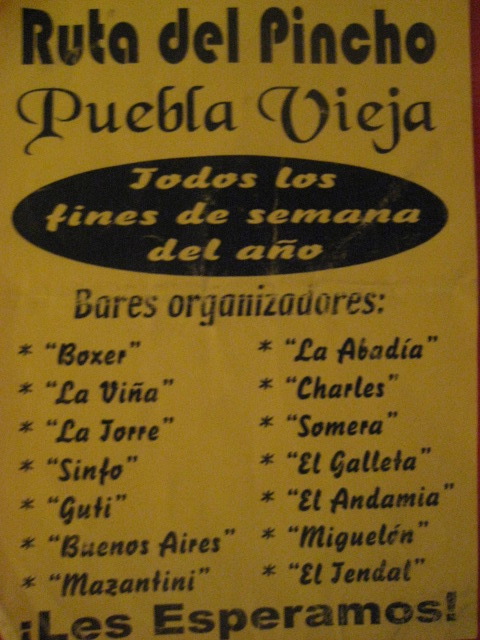 Ruta del Pincho
Puebla Vieja
Todos los
fines de semana
del año
Bares organizadores:
* "Boxer"
* "La Viña"
* "La Torre"
* "Sinfo"
* "Guti"
* "Buenos Aires"
* "Mazantini"
* "La Abadía"
* "Charles"
* "Somera"
* "El Galleta"
* "El Andamia"
* "Miguelón"
* "El Tendal"
¡Les Esperamos!